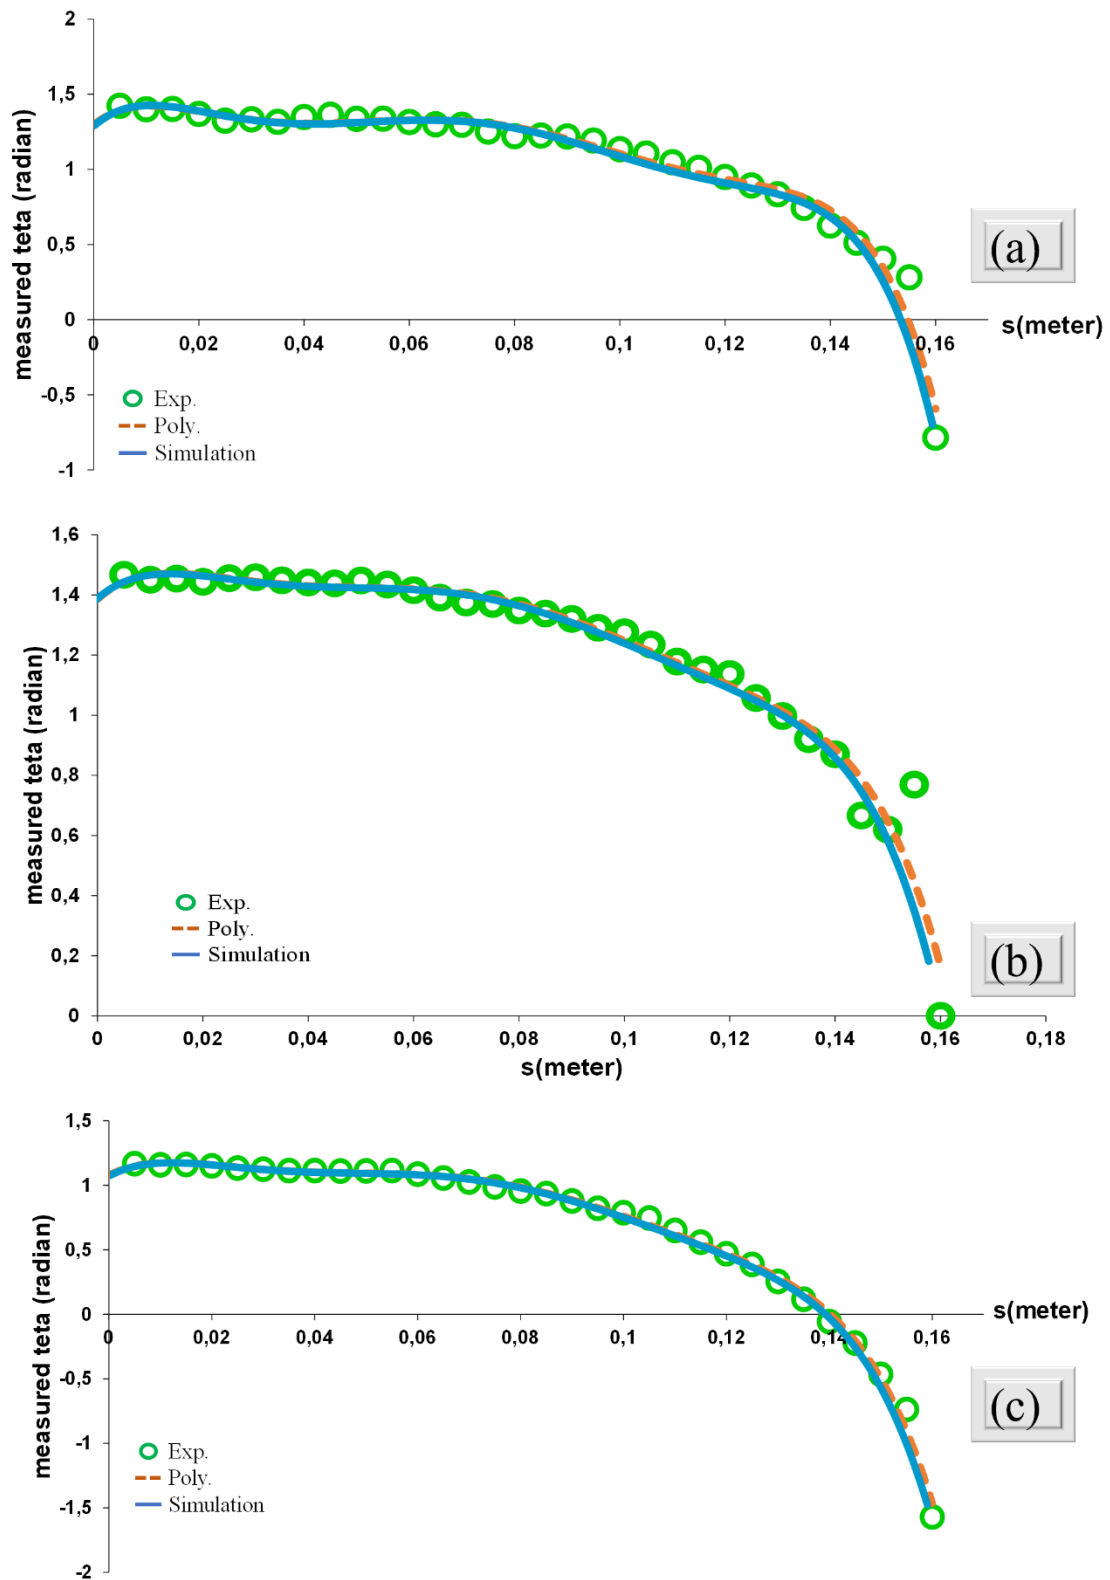 2
1,5
1
0,5
0
-0,5
-1
measured teta (radian)
0 0,02 0,04 0,06 0,08 0,1 0,12 0,14 0,16
s(meter)
Exp.
Poly.
Simulation
(a)
1,6
1,4
1,2
1
0,8
0,6
0,4
0,2
0
measured teta (radian)
Exp.
Poly.
Simulation
(b)
0 0,02 0,04 0,06 0,08 0,1 0,12 0,14 0,16 0,18
s(meter)
1,5
1
0,5
0
-0,5
-1
-1,5
-2
measured teta (radian)
s(meter)
0 0,02 0,04 0,06 0,08 0,1 0,12 0,14 0,16
(c)
Exp.
Poly.
Simulation